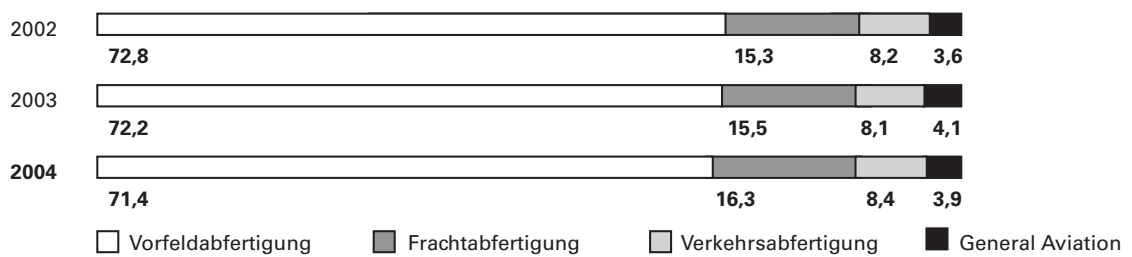 2002
72,8 15,3 8,2 3,6
2003
72,2 15,5 8,1 4,1
2004
71,4 16,3 8,4 3,9
Vorfeldabfertigung Frachtabfertigung Verkehrsabfertigung General Aviation